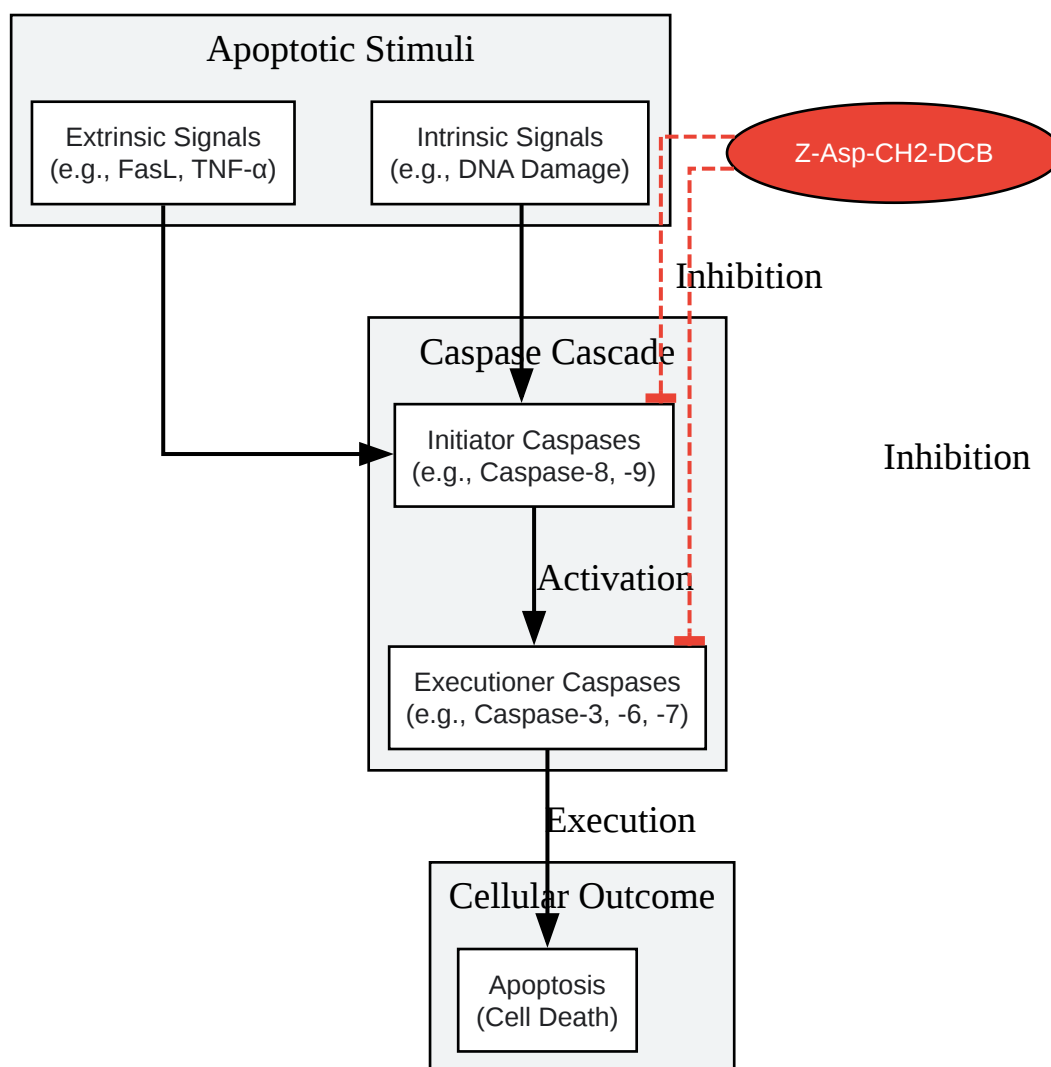 Apoptotic Stimuli
Extrinsic Signals
(e.g., FasL, TNF-α)
Intrinsic Signals
(e.g., DNA Damage)
Z-Asp-CH2-DCB
Inhibition
Caspase Cascade
Initiator Caspases
(e.g., Caspase-8, -9)
Inhibition
Activation
Executioner Caspases
(e.g., Caspase-3, -6, -7)
Execution
Cellular Outcome
Apoptosis
(Cell Death)